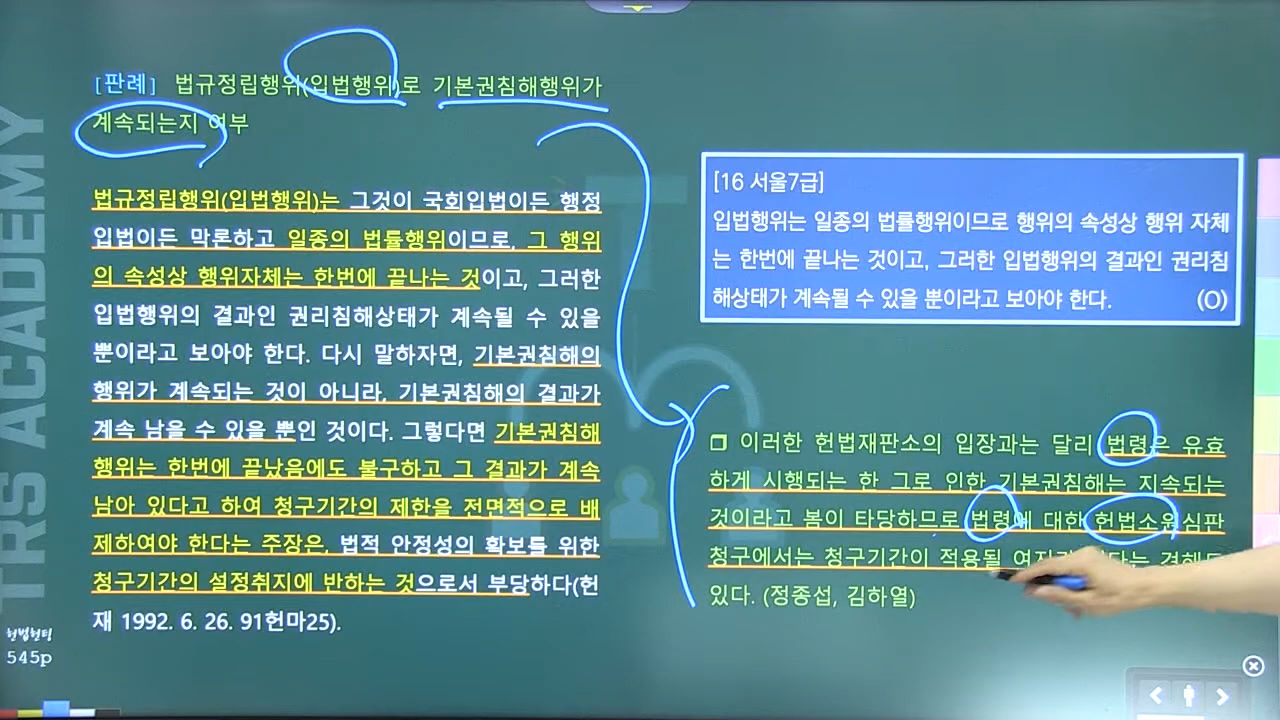 [판례] 법규정립행위(입법행위)로 기본권침해행위가
계속되는지 여부
법규정립행위(입법행위)는 그것이 국회입법이든 행정
입법이든 막론하고 일종의 법률행위이므로, 그 행위
의 속성상 행위자체는 한번에 끝나는 것이고, 그러한
입법행위의 결과인 권리침해상태가 계속될 수 있을
뿐이라고 보아야 한다. 다시 말하자면, 기본권침해의
행위가 계속되는 것이 아니라, 기본권침해의 결과가
계속 남을 수 있을 뿐인 것이다. 그렇다면 기본권침해
행위는 한번에 끝났음에도 불구하고 그 결과가 계속
남아 있다고 하여 청구기간의 제한을 전면적으로 배
제하여야 한다는 주장은, 법적 안정성의 확보를 위한
청구기간의 설정취지에 반하는 것으로서 부당하다(헌
재 1992. 6. 26. 91헌마25).
[16 서울7급]
입법행위는 일종의 법률행위이므로 행위의 속성상 행위 자체
는 한번에 끝나는 것이고, 그러한 입법행위의 결과인 권리침
해상태가 계속될 수 있을 뿐이라고 보아야 한다. (O)
❒ 이러한 헌법재판소의 입장과는 달리 법령은 유효
하게 시행되는 한 그로 인한 기본권침해는 지속되는
것이라고 봄이 타당하므로 법령에 대한 헌법소원심판
청구에서는 청구기간이 적용될
있다. (정종섭, 김하열)
TRS ACADEMY
헌법헌팅
545p